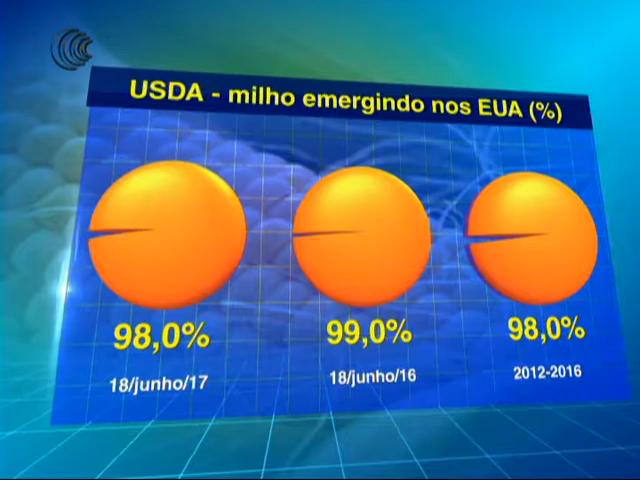 USDA - milho emergindo nos EUA (%)
98,0% 99,0% 98,0%
18/junho/17 18/junho/16 2012-2016